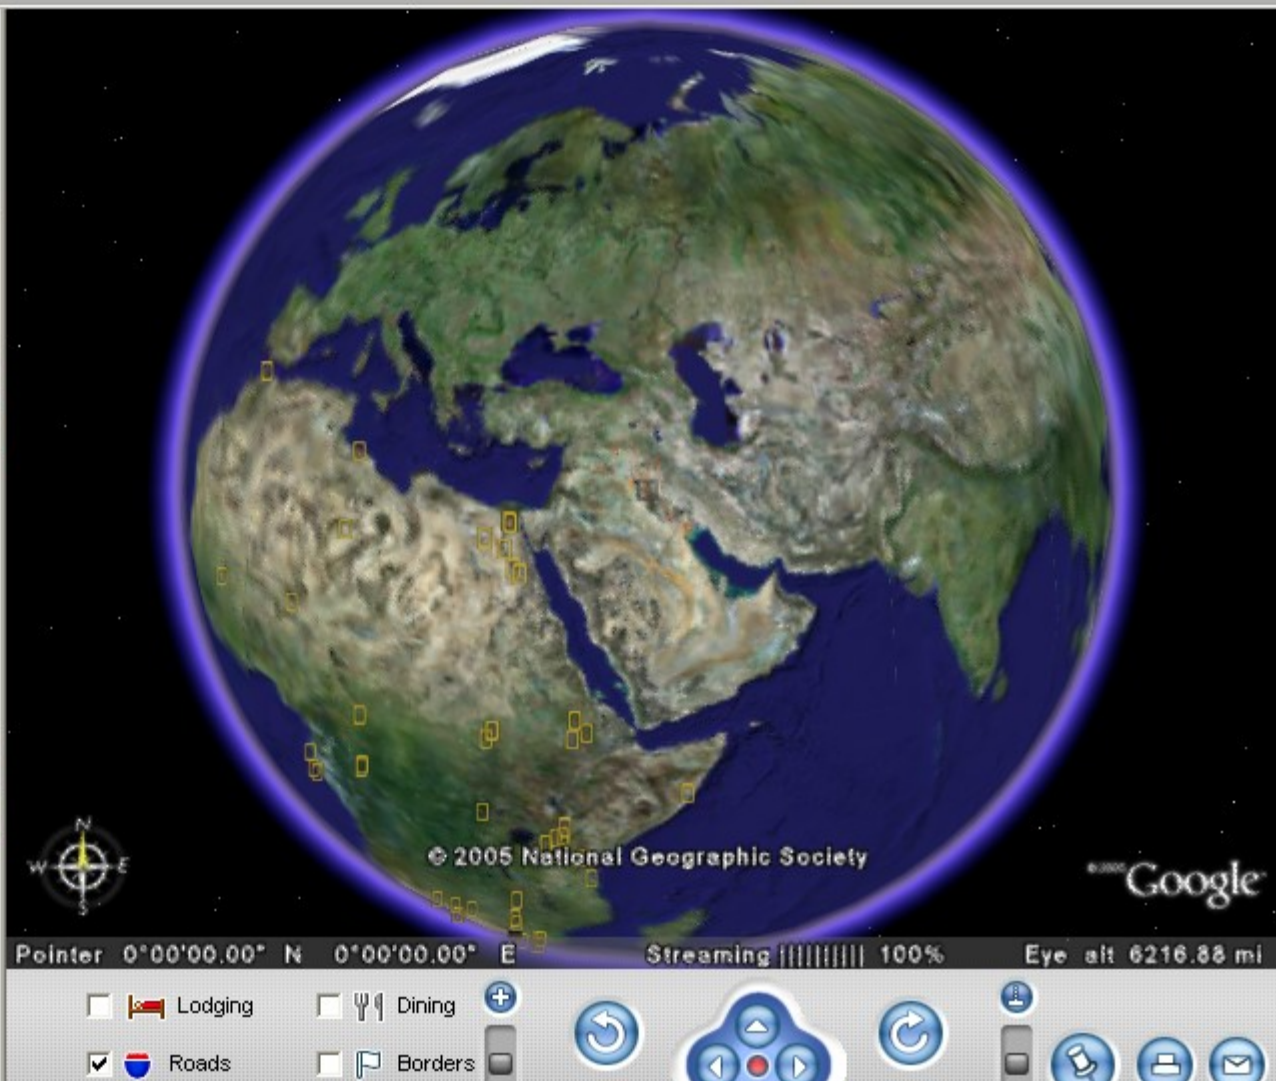 N
W E
S
© 2005 National Geographic Society
©2005 Google
Pointer 0°00'00.00" N 0°00'00.00" E Streaming |||||||||| 100% Eye alt 6216.88 mi
Lodging Dining
Roads Borders